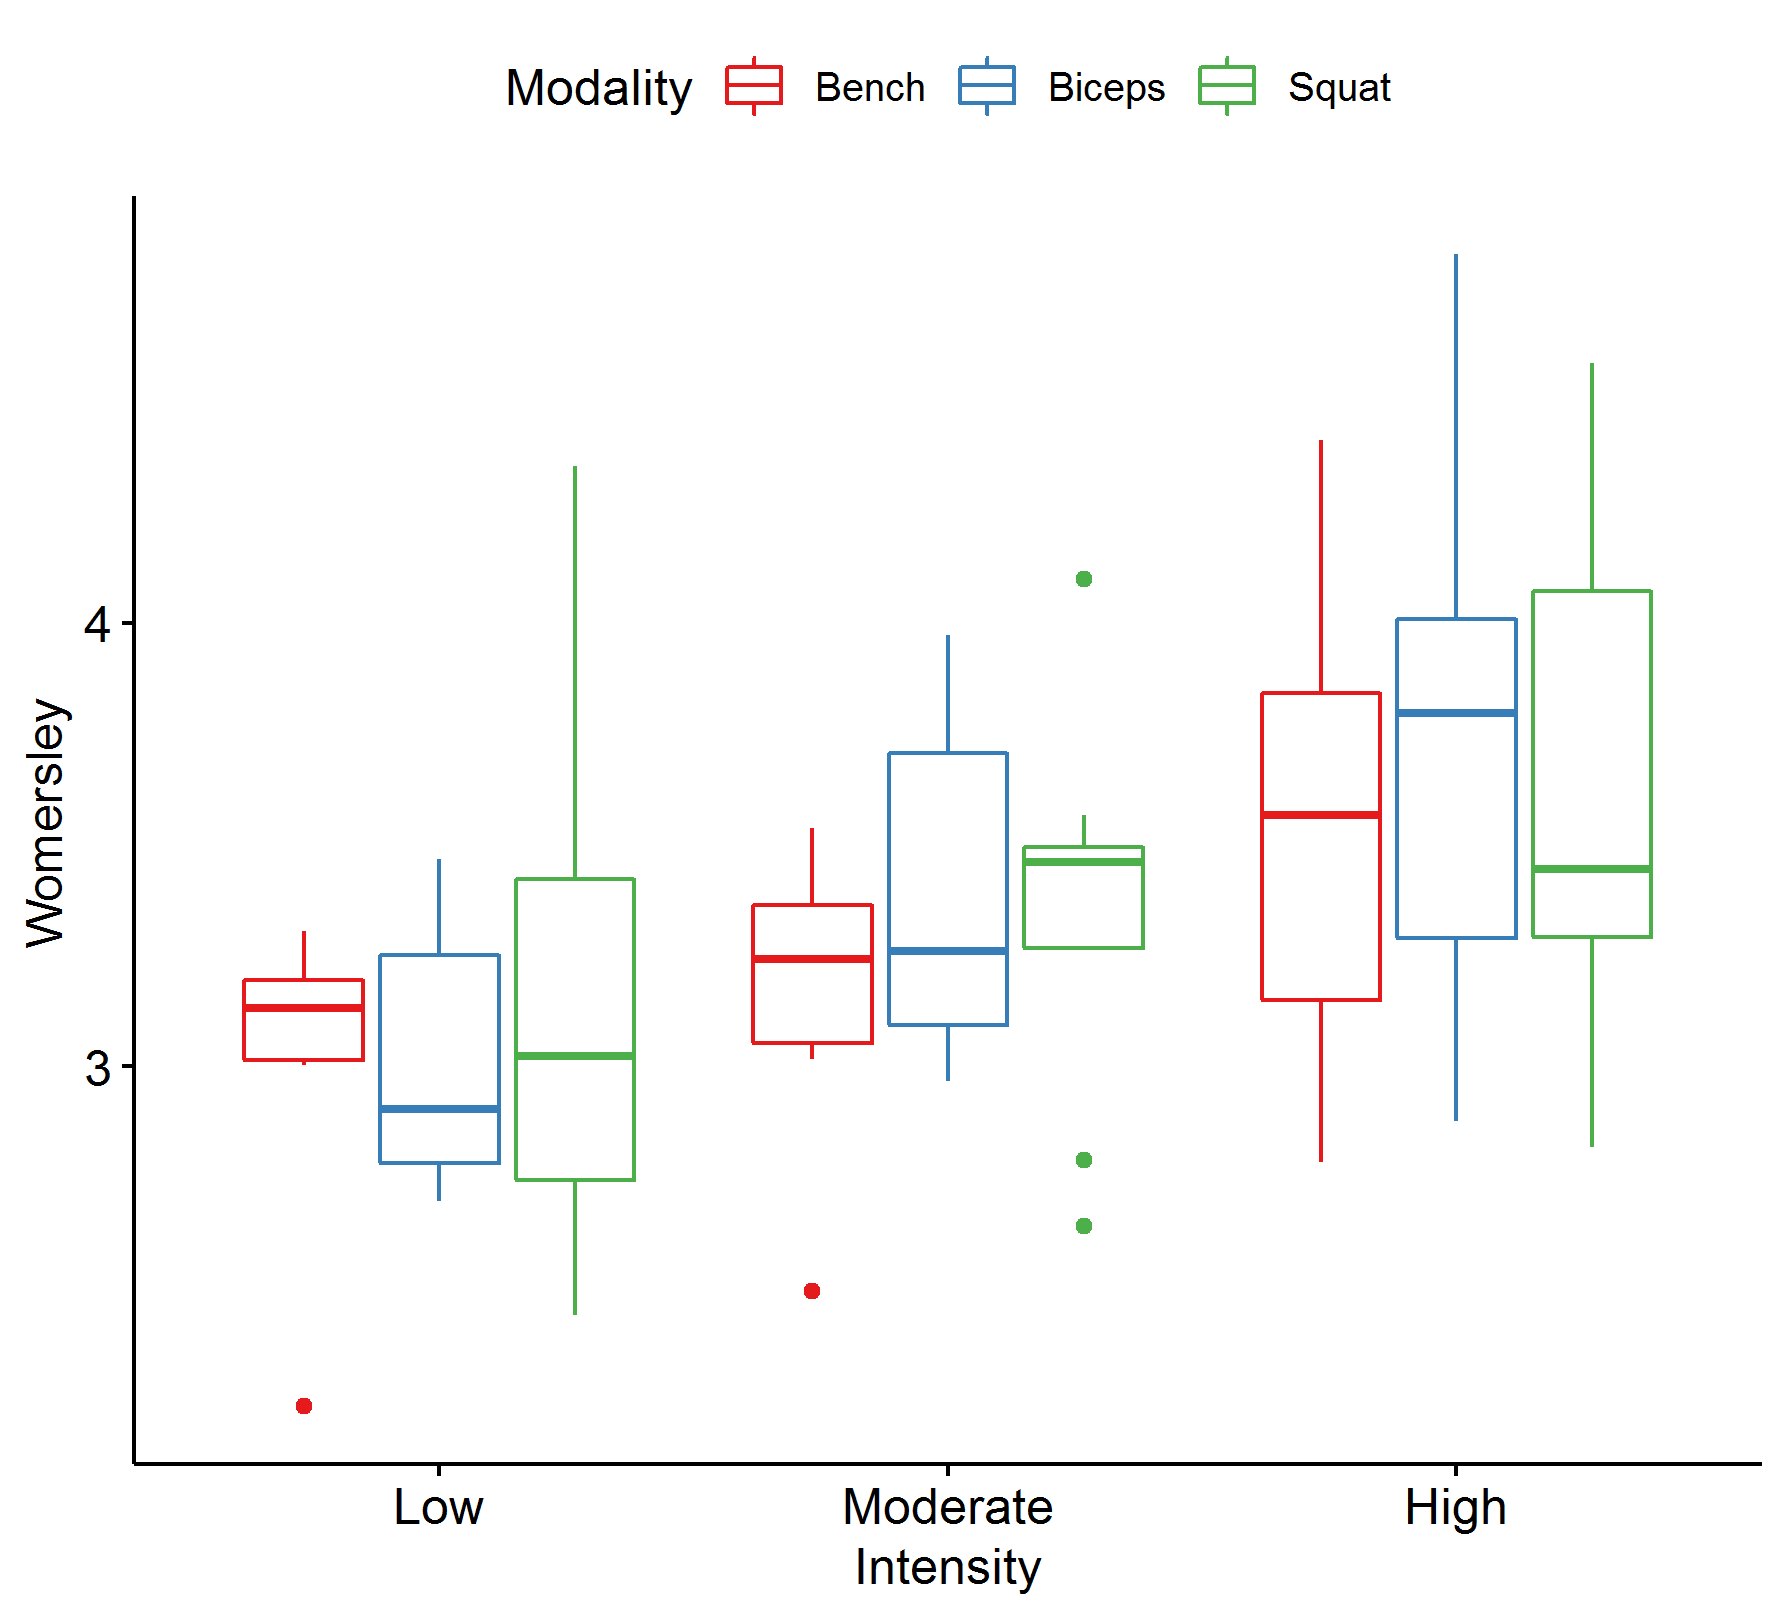 Modality Bench Biceps Squat
Womersley
4
3
Low Moderate High
Intensity